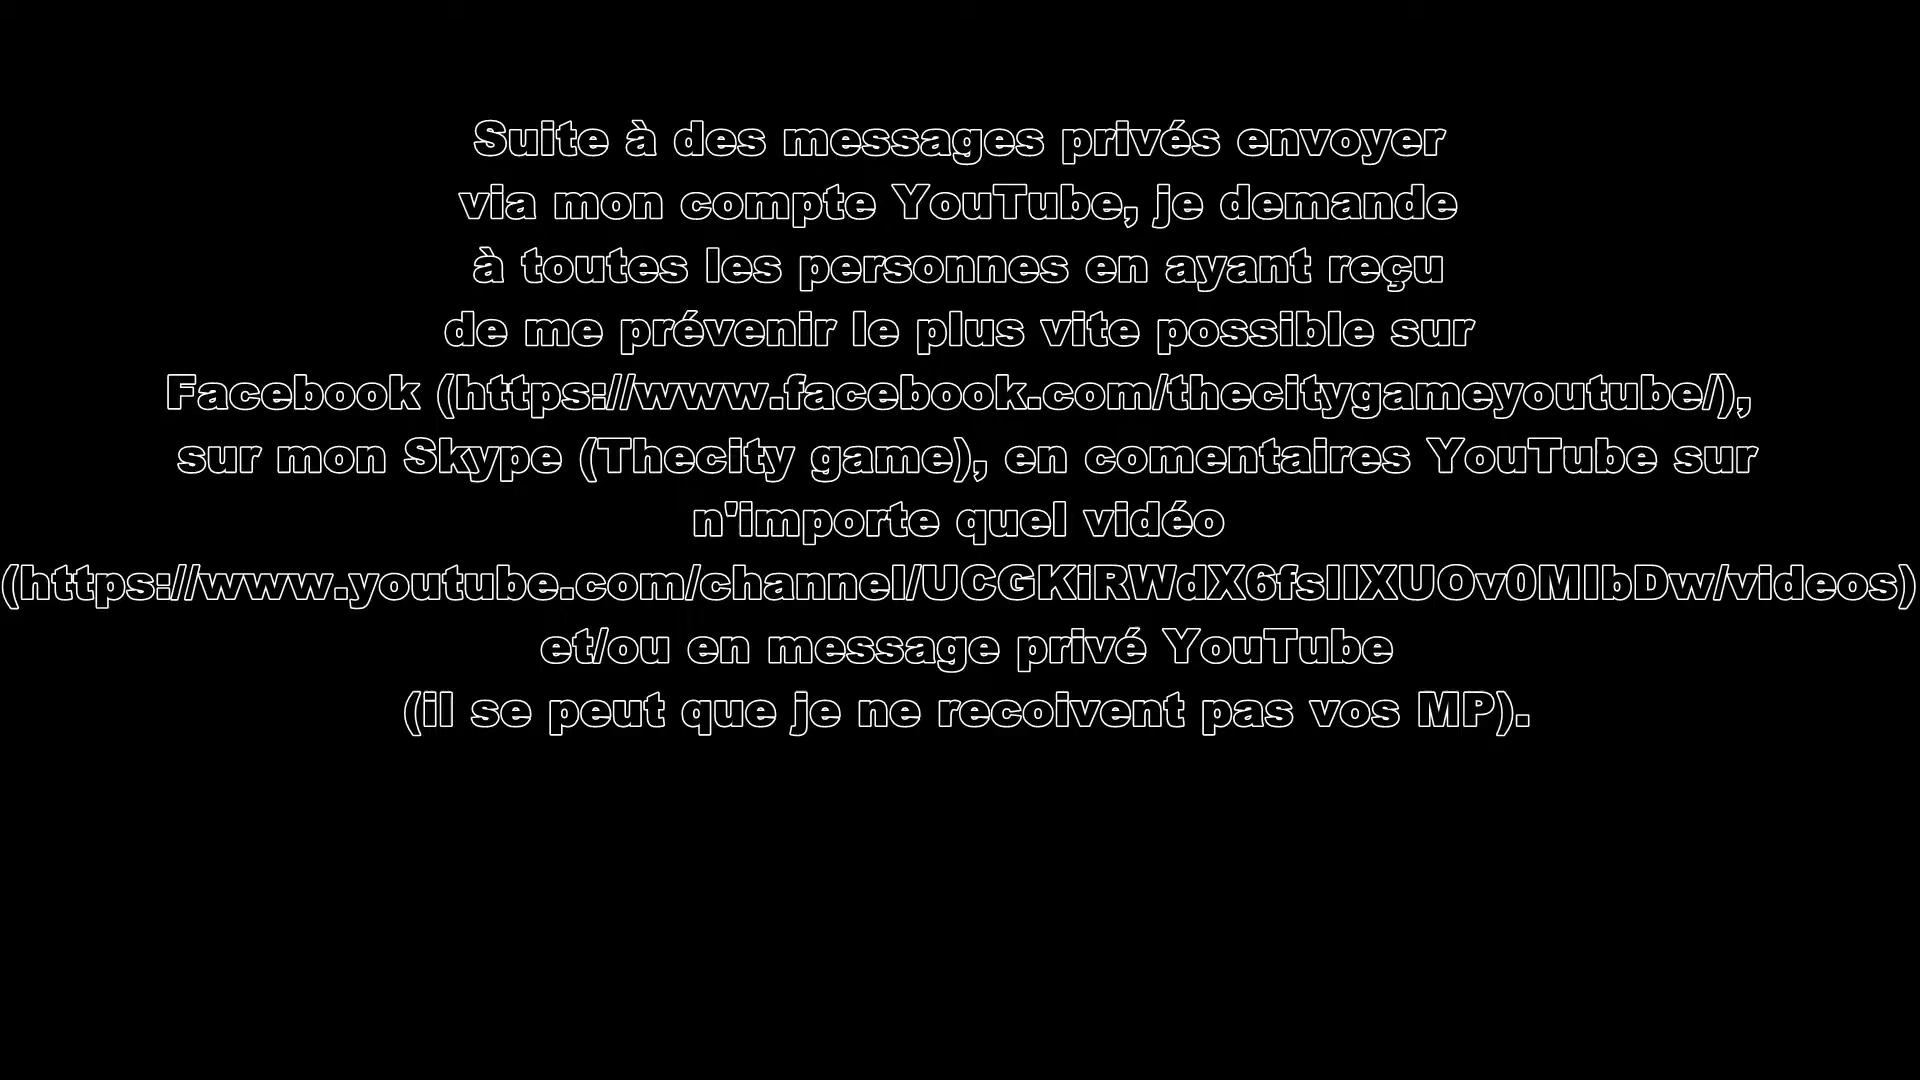 Suite à des messages privés envoyer
via mon compte YouTube, je demande
à toutes les personnes en ayant reçu
de me prévenir le plus vite possible sur
Facebook (https://www.facebook.com/thecitygameyoutube/),
sur mon Skype (Thecity game), en comentaires YouTube sur
n'importe quel vidéo
(https://www.youtube.com/channel/UCGKiRWdX6fslIXUOv0MIbDw/videos)
et/ou en message privé YouTube
(il se peut que je ne recoivent pas vos MP).